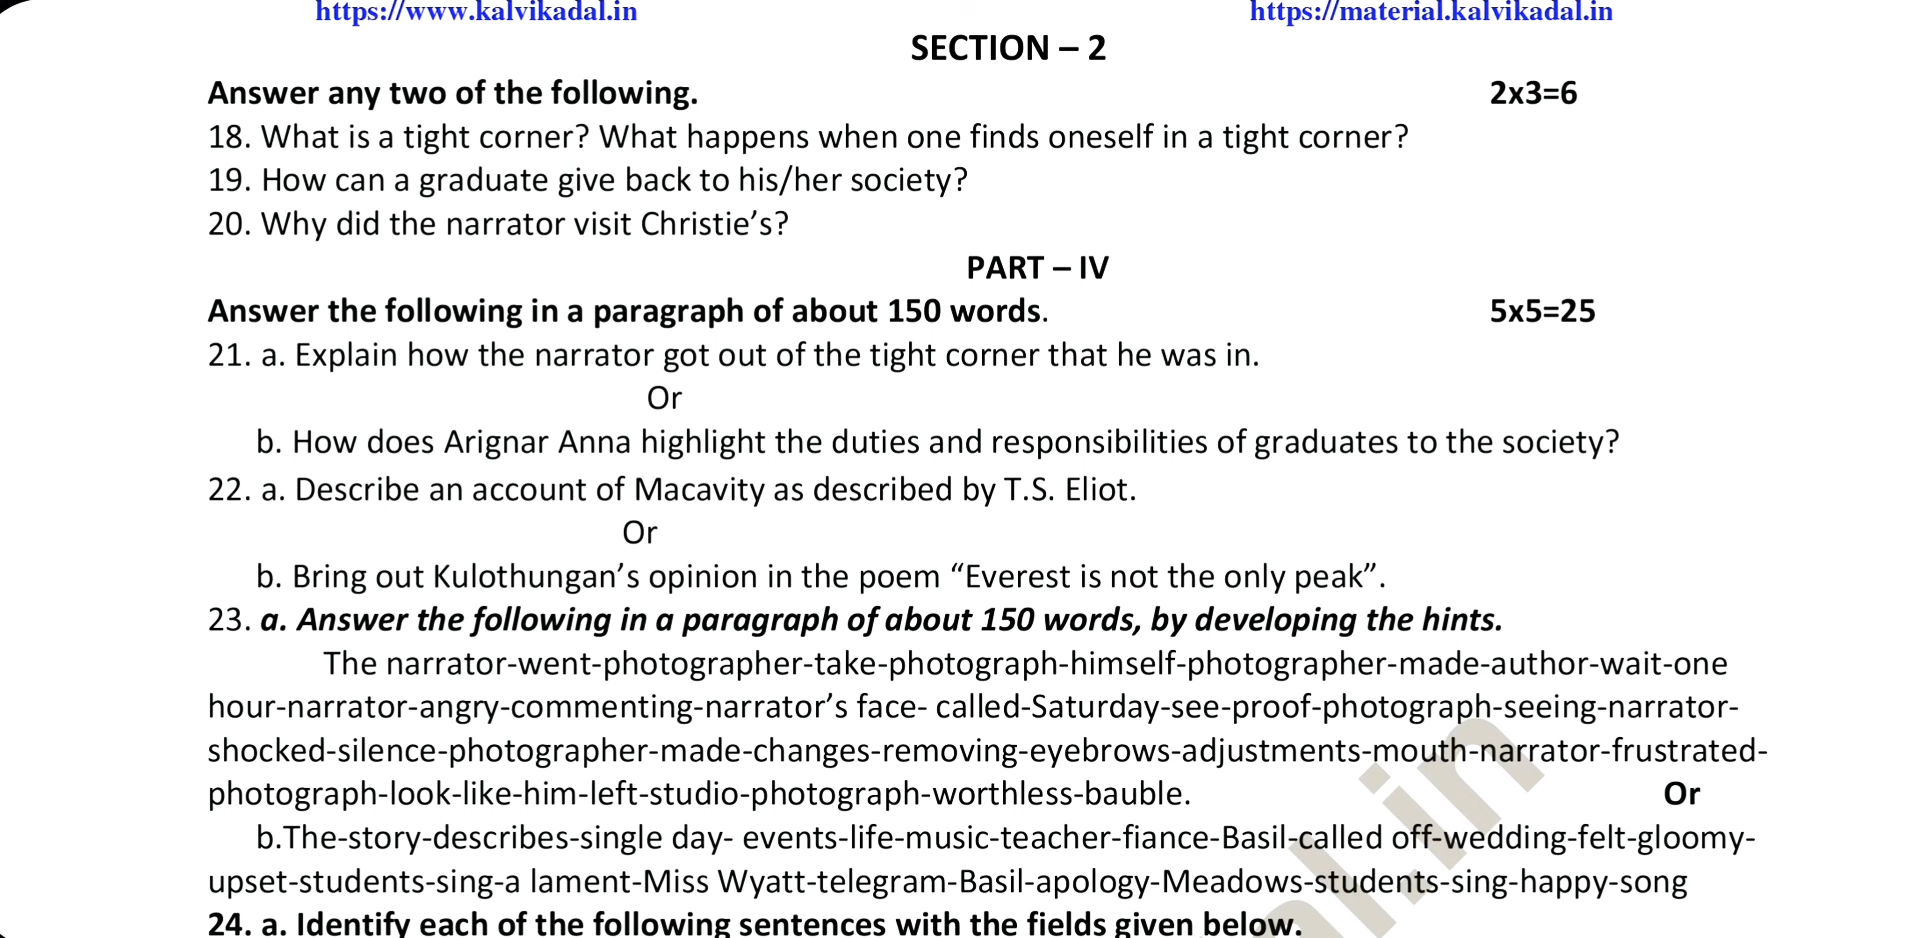 https://www.kalvikadal.in https://material.kalvikadal.in
SECTION – 2
Answer any two of the following. 2x3=6
18. What is a tight corner? What happens when one finds oneself in a tight corner?
19. How can a graduate give back to his/her society?
20. Why did the narrator visit Christie’s?
PART – IV
Answer the following in a paragraph of about 150 words. 5x5=25
21. a. Explain how the narrator got out of the tight corner that he was in.
Or
b. How does Arignar Anna highlight the duties and responsibilities of graduates to the society?
22. a. Describe an account of Macavity as described by T.S. Eliot.
Or
b. Bring out Kulothungan’s opinion in the poem “Everest is not the only peak”.
23. a. Answer the following in a paragraph of about 150 words, by developing the hints.
The narrator-went-photographer-take-photograph-himself-photographer-made-author-wait-one
hour-narrator-angry-commenting-narrator’s face- called-Saturday-see-proof-photograph-seeing-narrator-
shocked-silence-photographer-made-changes-removing-eyebrows-adjustments-mouth-narrator-frustrated-
photograph-look-like-him-left-studio-photograph-worthless-bauble. Or
b.The-story-describes-single day- events-life-music-teacher-fiance-Basil-called off-wedding-felt-gloomy-
upset-students-sing-a lament-Miss Wyatt-telegram-Basil-apology-Meadows-students-sing-happy-song
24. a. Identify each of the following sentences with the fields given below.
al.in